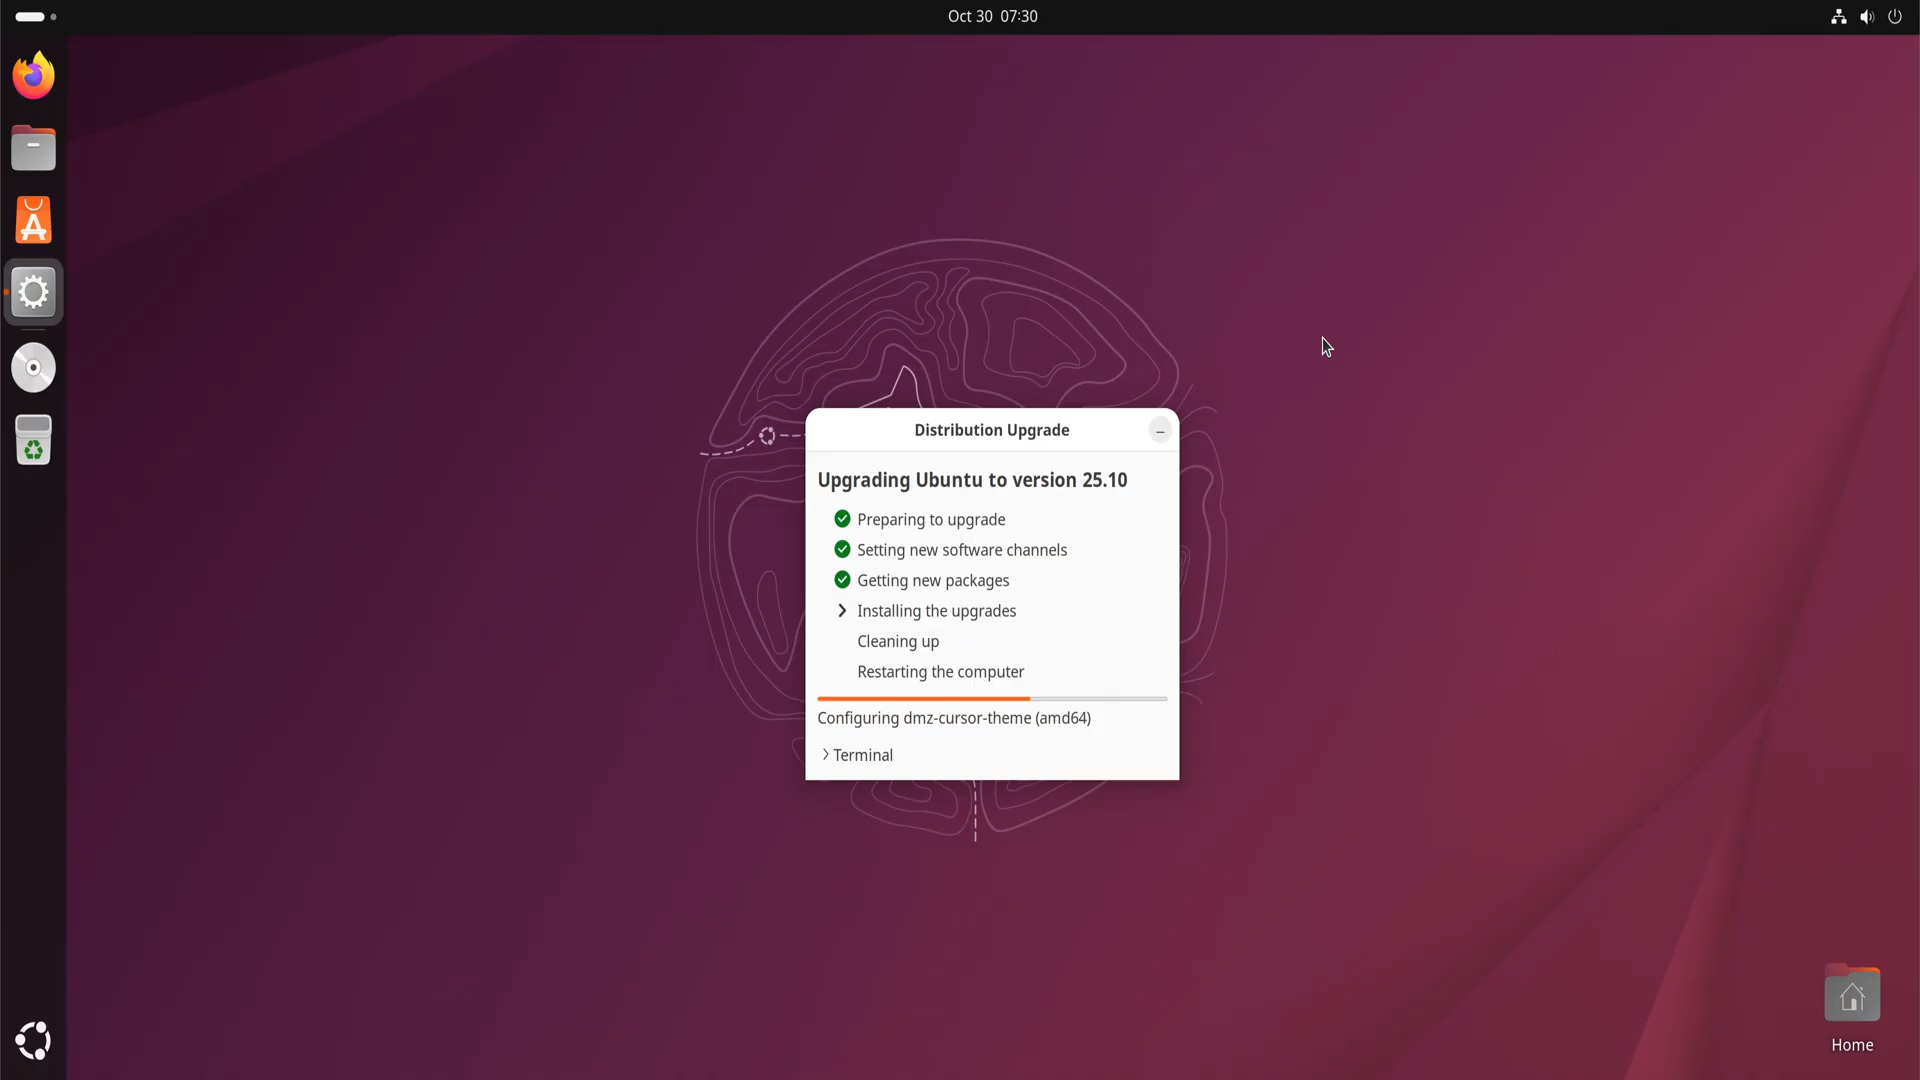 Oct 30 07:30
Distribution Upgrade
Upgrading Ubuntu to version 25.10
Preparing to upgrade
Setting new software channels
Getting new packages
Installing the upgrades
Cleaning up
Restarting the computer
Configuring dmz-cursor-theme (amd64)
Terminal
Home